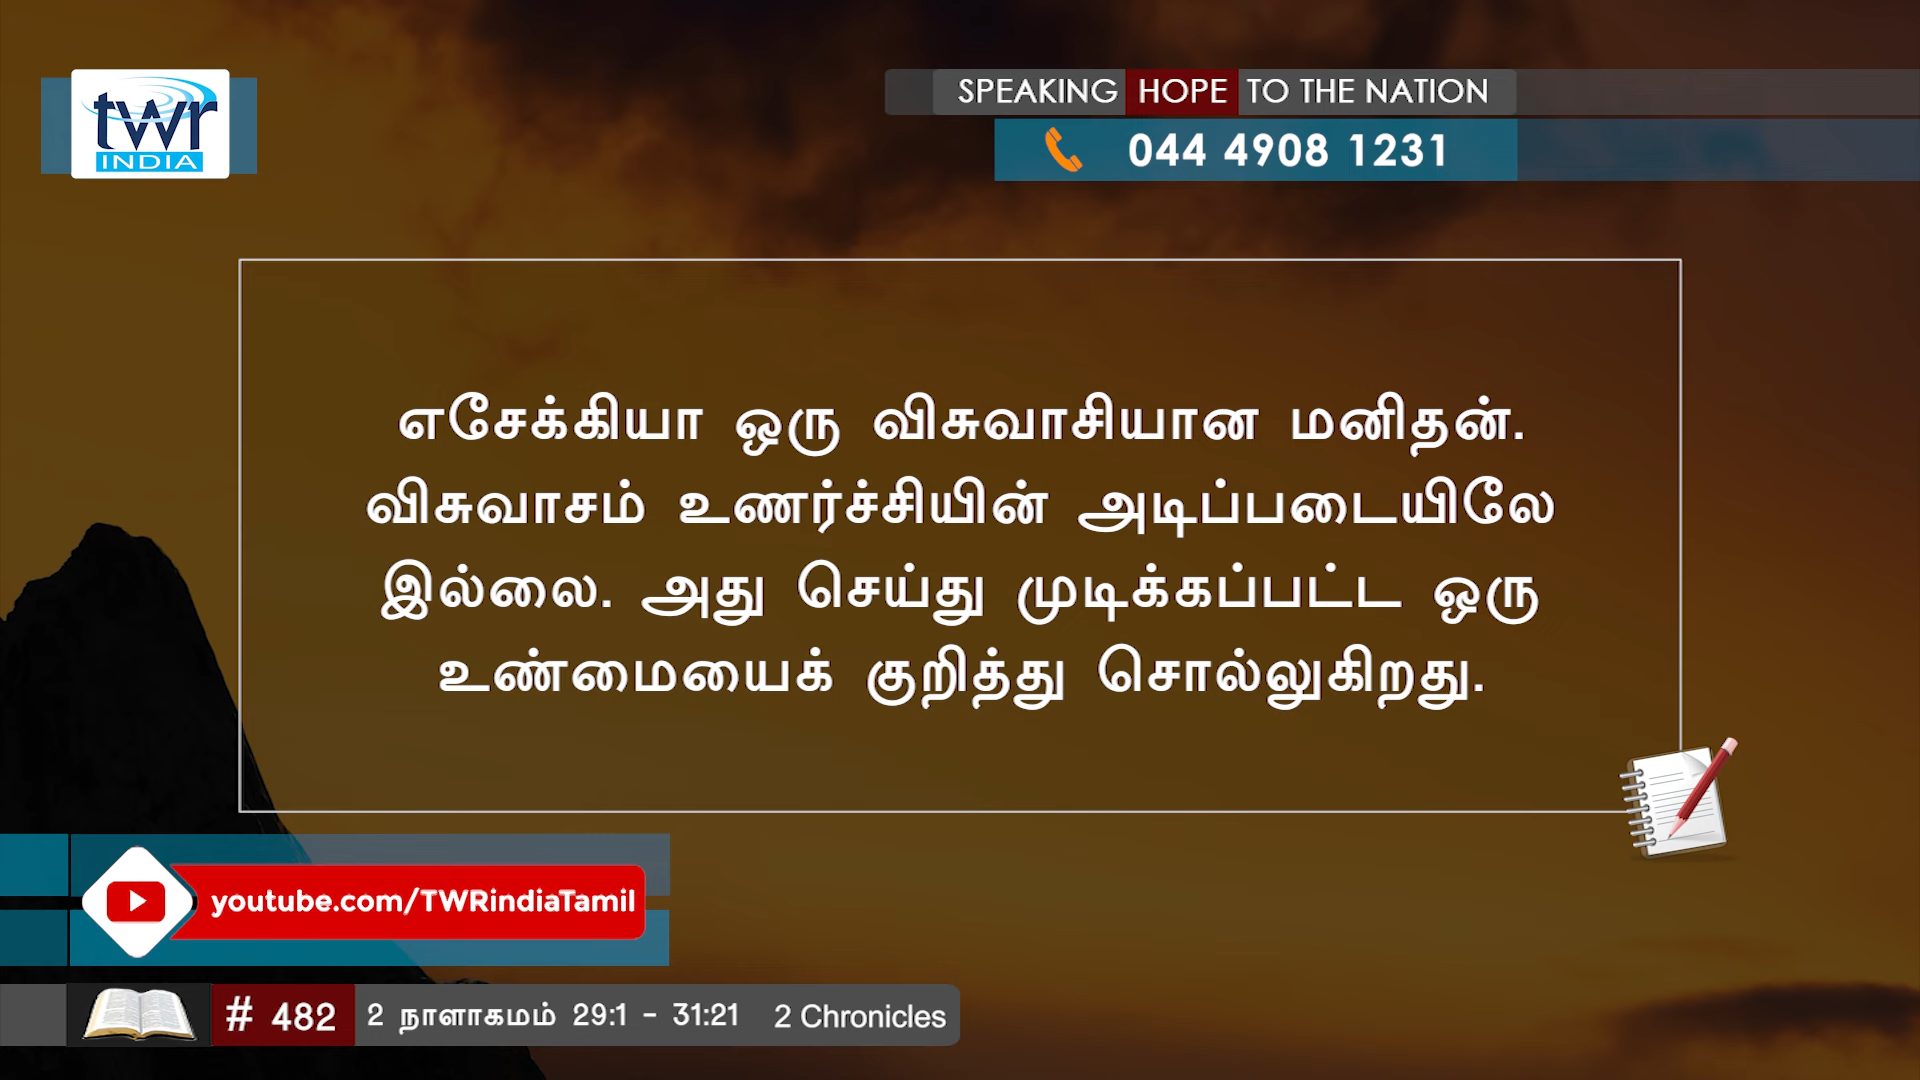 twr
INDIA
SPEAKING HOPE TO THE NATION
044 4908 1231
எசேக்கியா ஒரு விசுவாசியான மனிதன்.
விசுவாசம் உணர்ச்சியின் அடிப்படையிலே
இல்லை. அது செய்து முடிக்கப்பட்ட ஒரு
உண்மையைக் குறித்து சொல்லுகிறது.
youtube.com/TWRindiaTamil
# 482 2 நாளாகமம் 29:1 - 31:21 2 Chronicles